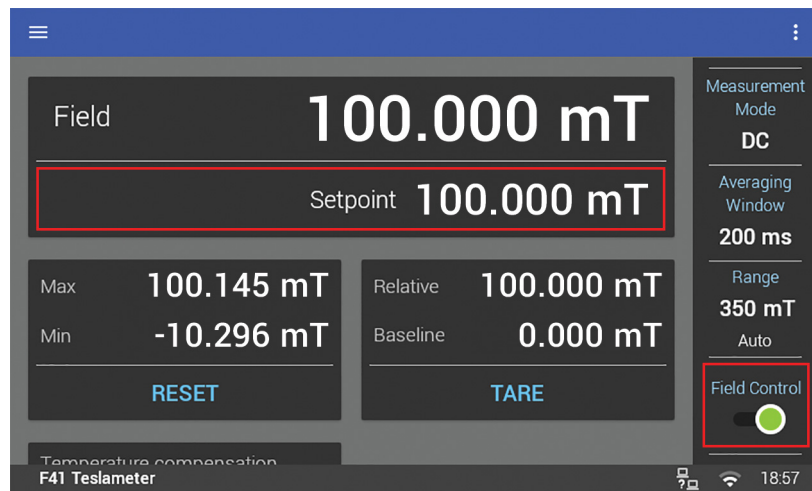 Field 100.000 mT
Setpoint 100.000 mT
Max 100.145 mT
Min -10.296 mT
RESET
Relative 100.000 mT
Baseline 0.000 mT
TARE
Temperature compensation
Measurement
Mode
DC
Averaging
Window
200 ms
Range
350 mT
Auto
Field Control
F41 Teslameter
? 18:57